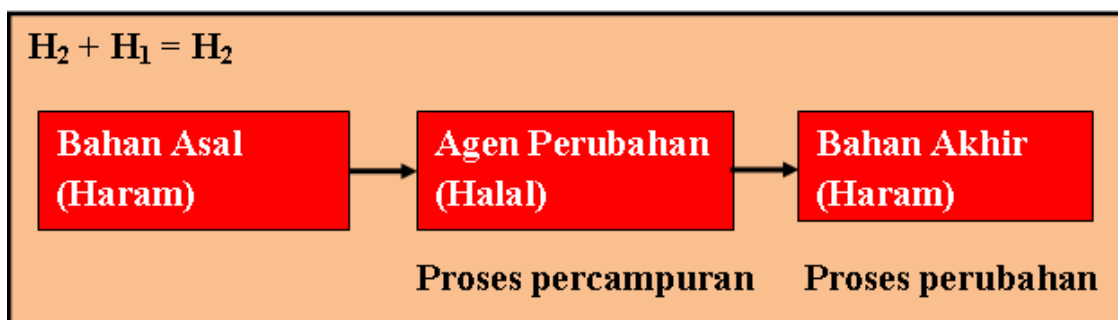 H₂ + H₁ = H₂
Bahan Asal
(Haram)
Agen Perubahan
(Halal)
Bahan Akhir
(Haram)
Proses percampuran
Proses perubahan